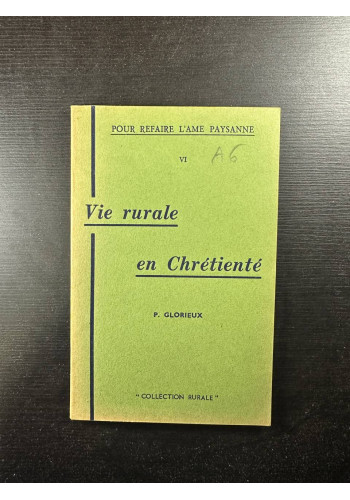 POUR REFAIRE L'AME PAYSANNE
VI
A6
Vie rurale
en Chrétienté
P. GLORIEUX
"COLLECTION RURALE"